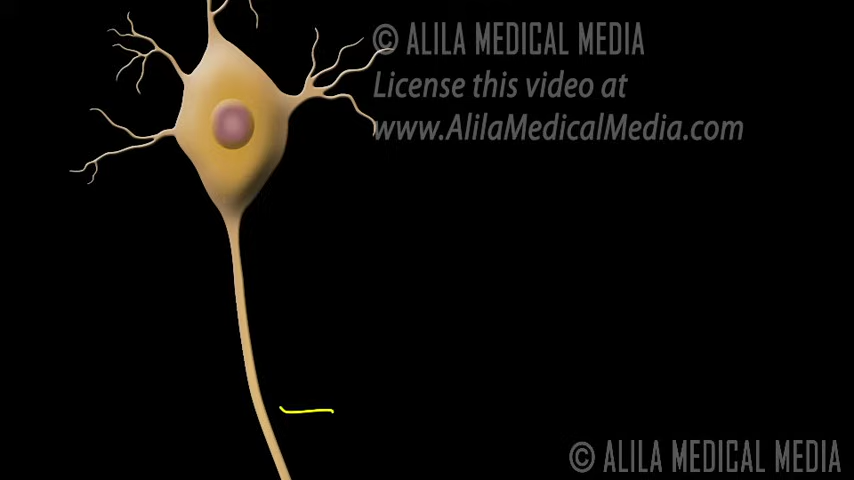 © ALILA MEDICAL MEDIA
License this video at
www.AlilaMedicalMedia.com
© ALILA MEDICAL MEDIA